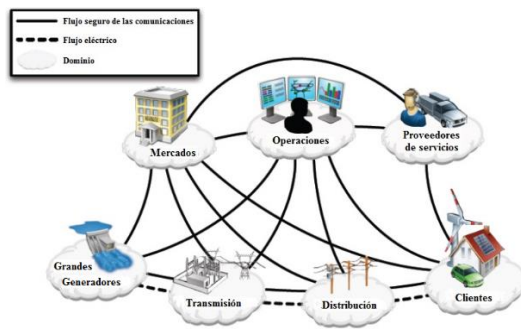 Flujo seguro de las comunicaciones
Flujo eléctrico
Dominio
Mercados
Operaciones
Proveedores
de servicios
Grandes
Generadores
Transmisión
Distribución
Clientes